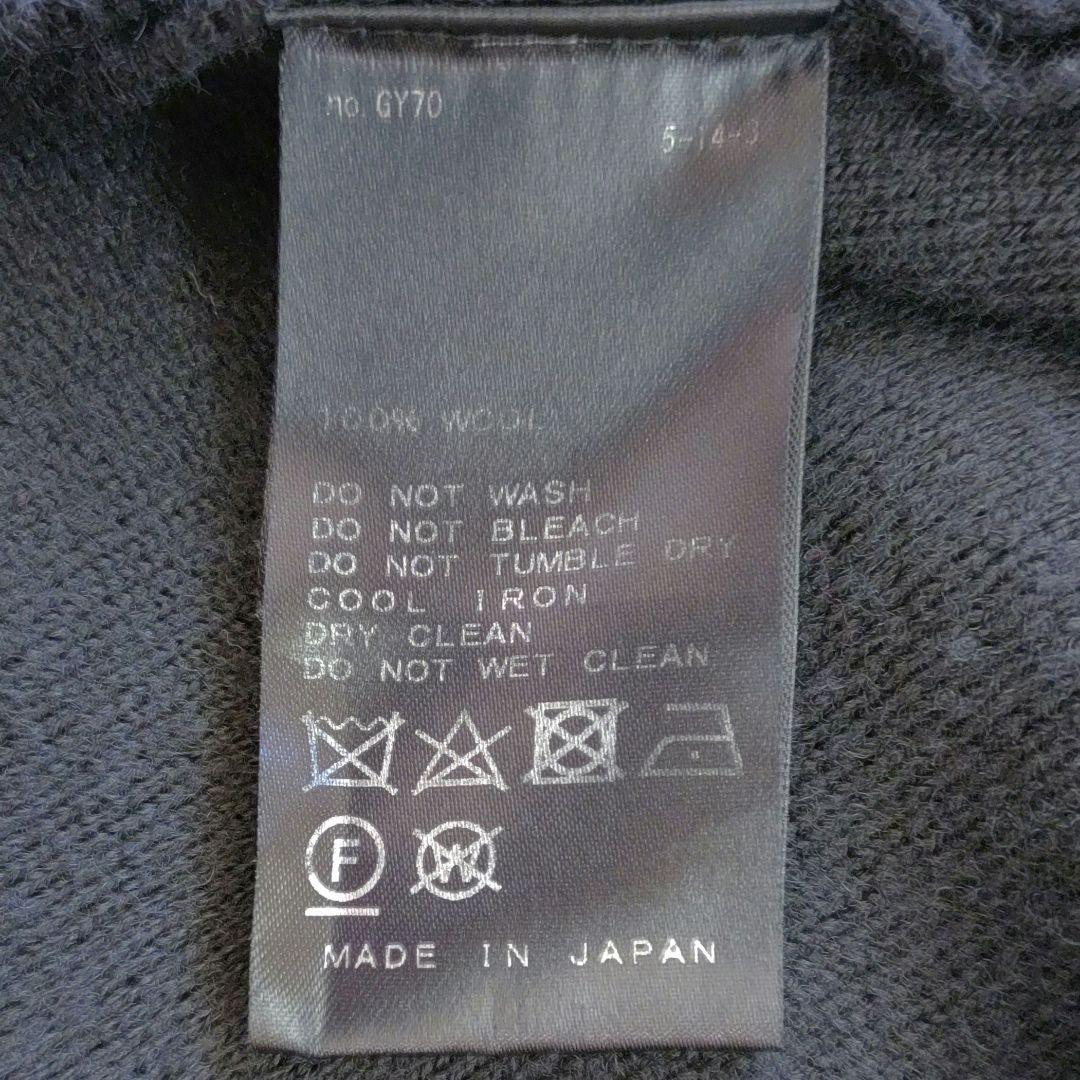 no. GY70
5-14-3
100% WOOL
DO NOT WASH
DO NOT BLEACH
DO NOT TUMBLE DRY
COOL IRON
DRY CLEAN
DO NOT WET CLEAN
F W
MADE IN JAPAN